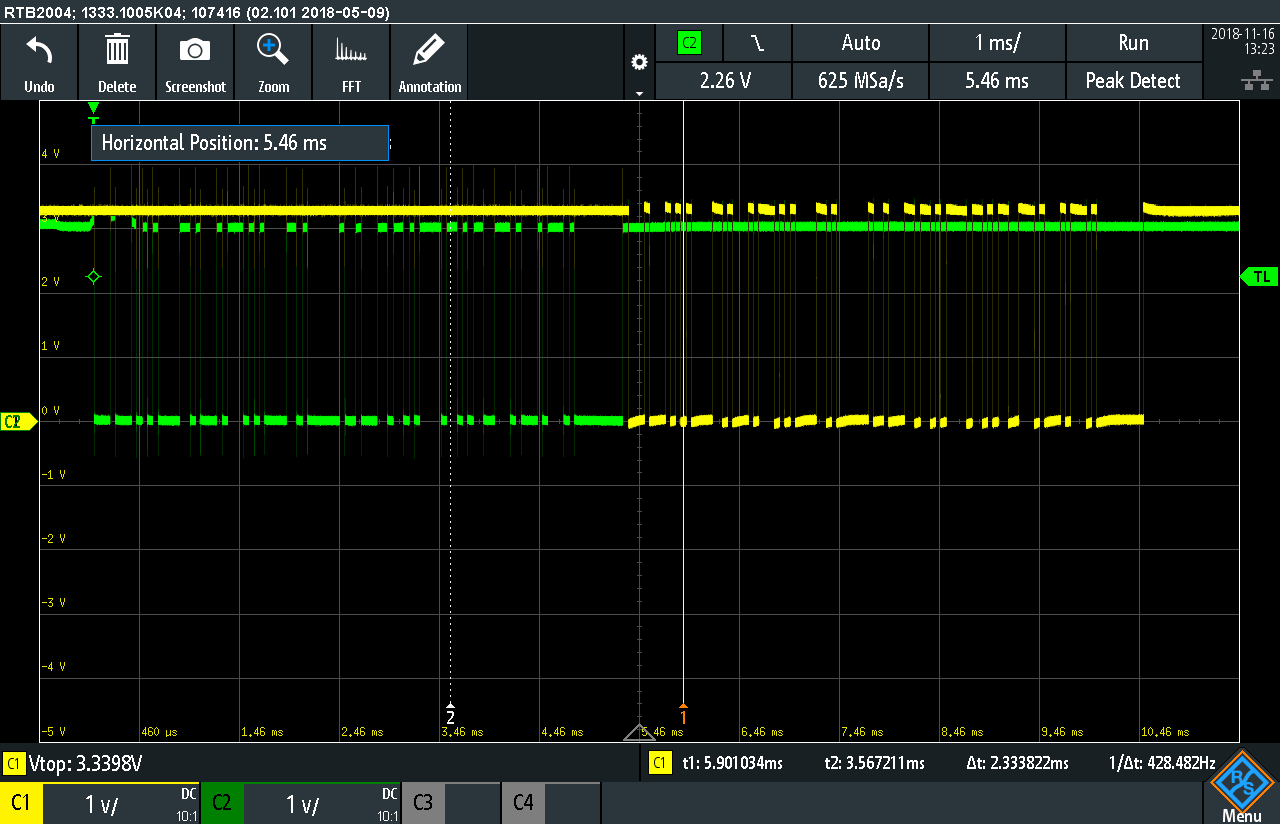 RTB2004; 1333.1005K04; 107416 (02.101 2018-05-09)
Undo Delete Screenshot Zoom FFT Annotation
C2 Auto 1 ms/ Run
2.26 V 625 MSa/s 5.46 ms Peak Detect
2018-11-16
13:23
T
Horizontal Position: 5.46 ms
4 V
3 V
2 V
TL
1 V
0 V
C2
-1 V
-2 V
-3 V
-4 V
2
1
-5 V 460 µs 1.46 ms 2.46 ms 3.46 ms 4.46 ms 5.46 ms 6.46 ms 7.46 ms 8.46 ms 9.46 ms 10.46 ms
C1 Vtop: 3.3398V
C1 t1: 5.901034ms t2: 3.567211ms Δt: 2.333822ms 1/Δt: 428.482Hz
C1 1 V/ DC 10:1
C2 1 V/ DC 10:1
C3
C4
R S
Menu